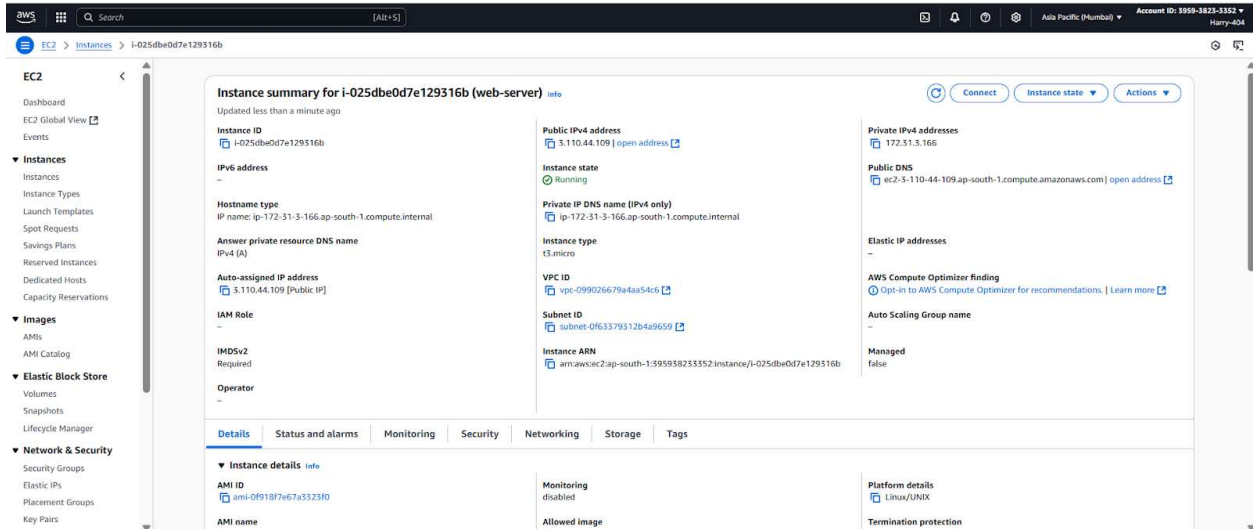 aws
Search
[Alt+S]
Asia Pacific (Mumbai)
Account ID: 3959-3823-3352
Harry-404
EC2 > Instances > i-025dbe0d7e129316b
EC2
Dashboard
EC2 Global View
Events
Instances
Instances
Instance Types
Launch Templates
Spot Requests
Savings Plans
Reserved Instances
Dedicated Hosts
Capacity Reservations
Images
AMIs
AMI Catalog
Elastic Block Store
Volumes
Snapshots
Lifecycle Manager
Network & Security
Security Groups
Elastic IPs
Placement Groups
Key Pairs
Instance summary for i-025dbe0d7e129316b (web-server) Info
Updated less than a minute ago
Connect
Instance state
Actions
Instance ID
i-025dbe0d7e129316b
Public IPv4 address
3.110.44.109 | open address
Private IPv4 addresses
172.31.3.166
IPv6 address
–
Instance state
Running
Public DNS
ec2-3-110-44-109.ap-south-1.compute.amazonaws.com | open address
Hostname type
IP name: ip-172-31-3-166.ap-south-1.compute.internal
Private IP DNS name (IPv4 only)
ip-172-31-3-166.ap-south-1.compute.internal
Answer private resource DNS name
IPv4 (A)
Instance type
t3.micro
Elastic IP addresses
–
Auto-assigned IP address
3.110.44.109 [Public IP]
VPC ID
vpc-099026679a4aa54c6
AWS Compute Optimizer finding
Opt-in to AWS Compute Optimizer for recommendations. | Learn more
IAM Role
–
Subnet ID
subnet-0f63379312b4a9659
Auto Scaling Group name
–
IMDSv2
Required
Instance ARN
arn:aws:ec2:ap-south-1:395938233352:instance/i-025dbe0d7e129316b
Managed
false
Operator
–
Details
Status and alarms
Monitoring
Security
Networking
Storage
Tags
Instance details Info
AMI ID
ami-0f918f7e67a3323f0
Monitoring
disabled
Platform details
Linux/UNIX
AMI name
Allowed image
Termination protection